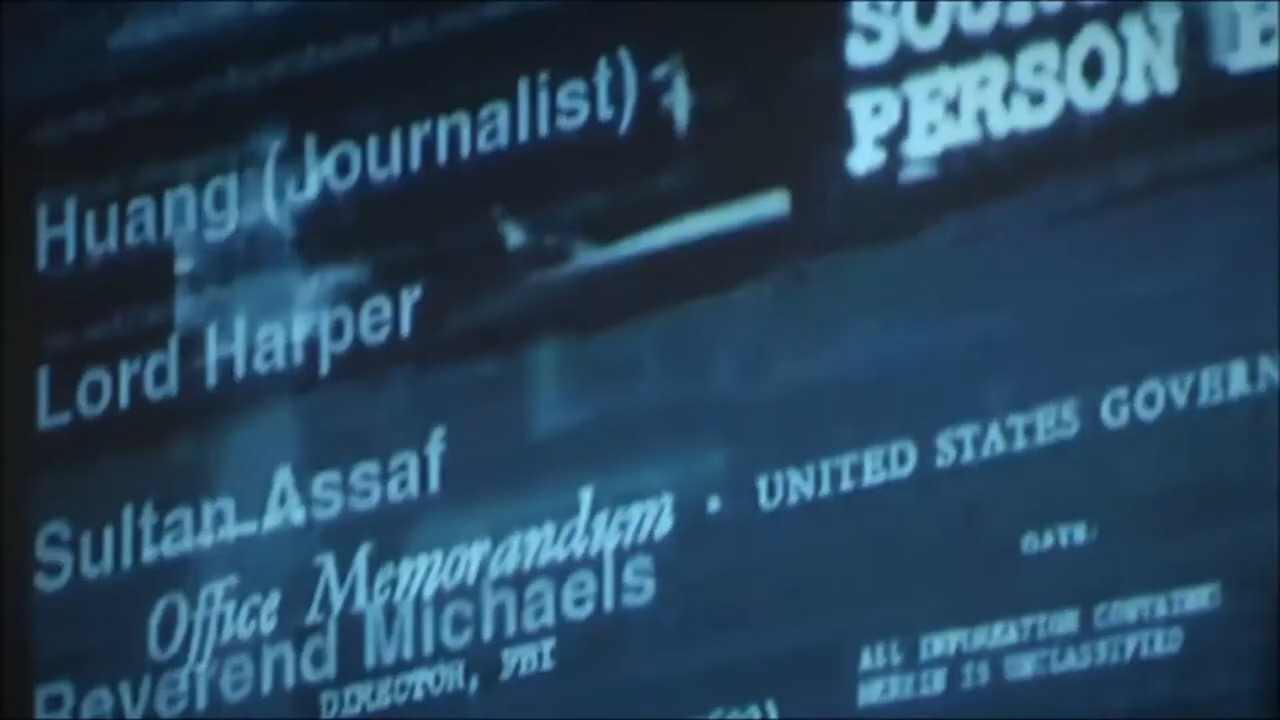 PERSON
Huang (Journalist)
Lord Harper
Sultan Assaf
Office Memorandum · UNITED STATES GOVERN
DATE:
Reverend Michaels
DIRECTOR, FBI
ALL INFORMATION CONTAINED
HEREIN IS UNCLASSIFIED